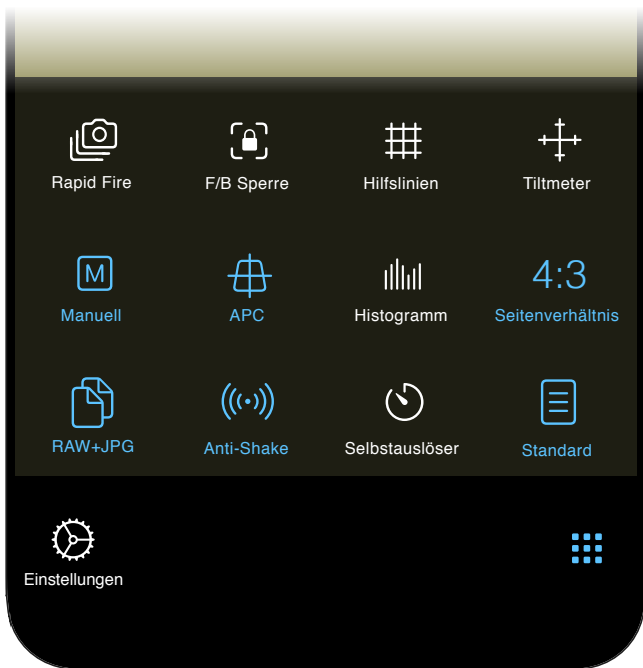 Rapid Fire
F/B Sperre
Hilfslinien
Tiltmeter
M
Manuell
APC
Histogramm
4:3
Seitenverhältnis
RAW+JPG
Anti-Shake
Selbstauslöser
Standard
Einstellungen